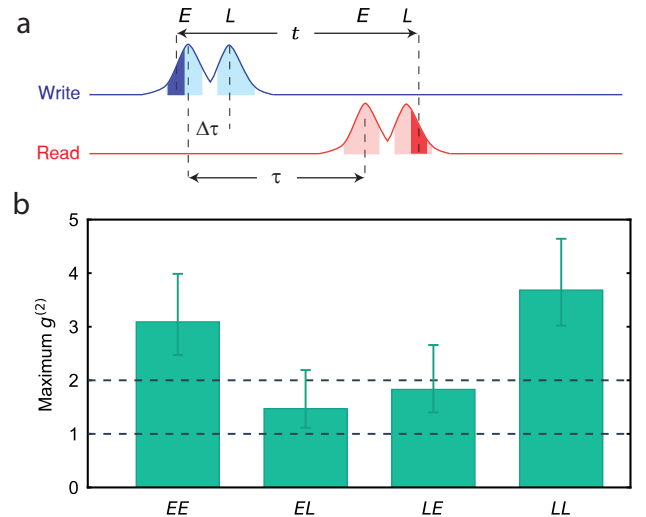 a
E L E L
t
Write
Δτ
Read
τ
b
Maximum g(2)
5
4
3
2
1
0
EE EL LE LL